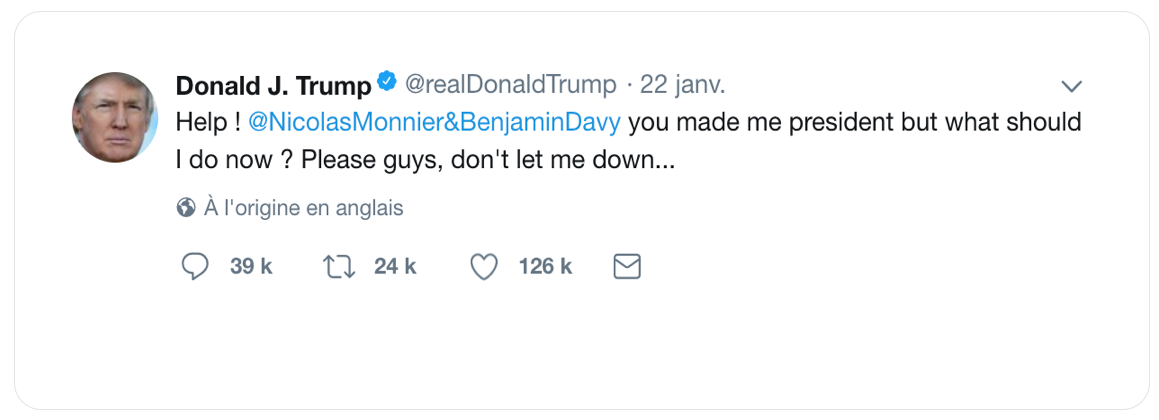 Donald J. Trump @realDonaldTrump · 22 janv.
Help ! @NicolasMonnier&BenjaminDavy you made me president but what should
I do now ? Please guys, don't let me down...
À l'origine en anglais
39 k 24 k 126 k